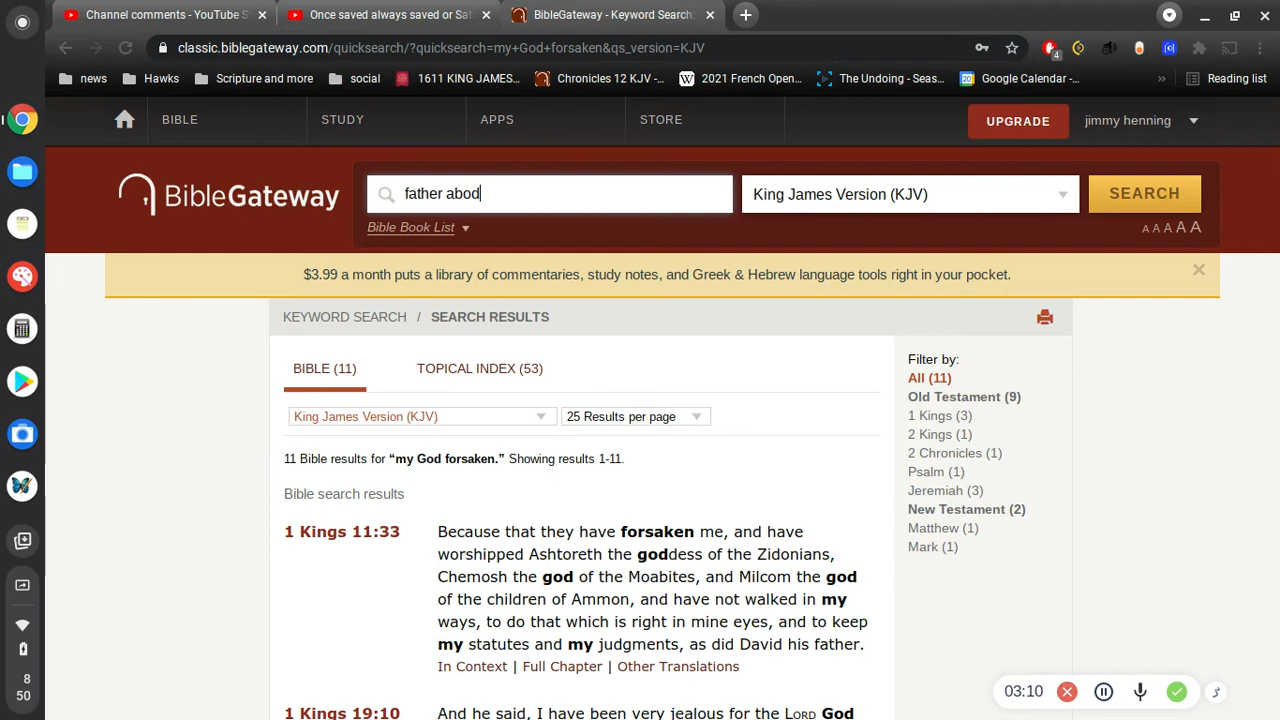 Channel comments - YouTube S
Once saved always saved or Sat
BibleGateway - Keyword Search:
classic.biblegateway.com/quicksearch/?quicksearch=my+God+forsaken&qs_version=KJV
4
news
Hawks
Scripture and more
social
1611 KING JAMES...
Chronicles 12 KJV -...
2021 French Open...
The Undoing - Seas...
20
Google Calendar -...
»
Reading list
BIBLE
STUDY
APPS
STORE
UPGRADE
jimmy henning
BibleGateway
father abod
King James Version (KJV)
SEARCH
Bible Book List
A A A A A
$3.99 a month puts a library of commentaries, study notes, and Greek & Hebrew language tools right in your pocket.
KEYWORD SEARCH / SEARCH RESULTS
BIBLE (11)
TOPICAL INDEX (53)
King James Version (KJV)
25 Results per page
11 Bible results for “my God forsaken.” Showing results 1-11.
Bible search results
1 Kings 11:33
Because that they have forsaken me, and have
worshipped Ashtoreth the goddess of the Zidonians,
Chemosh the god of the Moabites, and Milcom the god
of the children of Ammon, and have not walked in my
ways, to do that which is right in mine eyes, and to keep
my statutes and my judgments, as did David his father.
In Context | Full Chapter | Other Translations
1 Kings 19:10
And he said, I have been very jealous for the LORD God
Filter by:
All (11)
Old Testament (9)
1 Kings (3)
2 Kings (1)
2 Chronicles (1)
Psalm (1)
Jeremiah (3)
New Testament (2)
Matthew (1)
Mark (1)
8
50
03:10